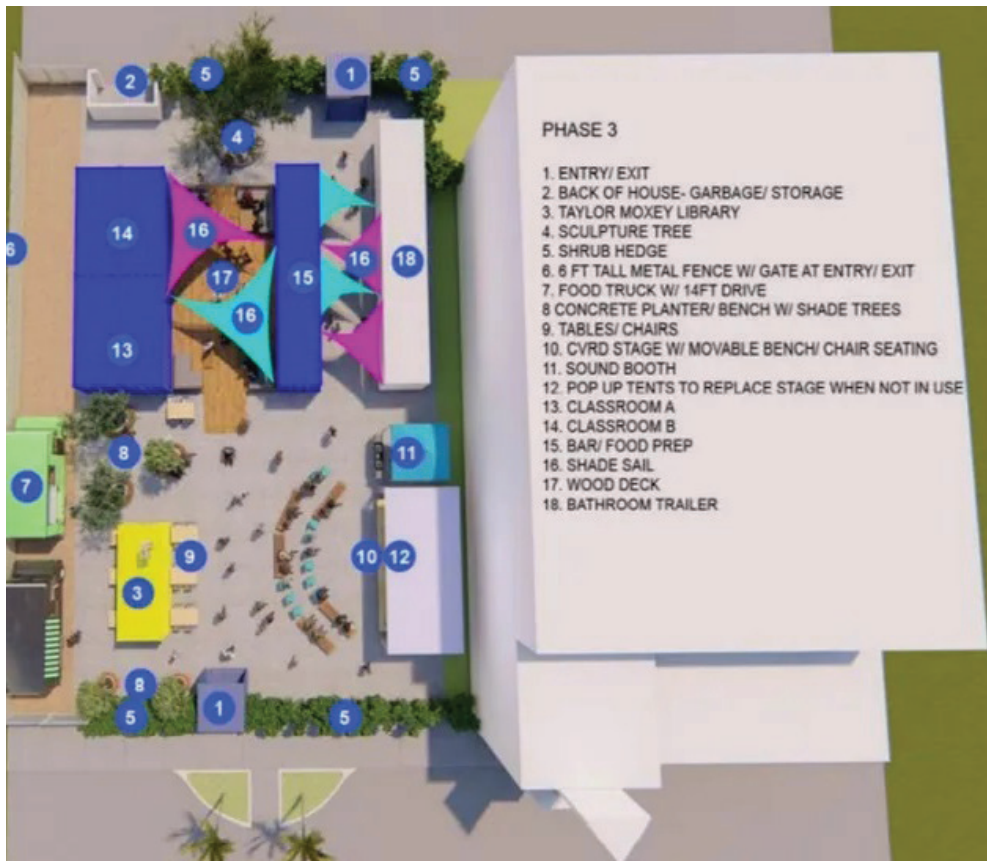 2
5
1
5
4
14
16
17
16
15
16
18
6
13
8
11
7
9
10
12
3
8
5
1
5
PHASE 3
1. ENTRY/ EXIT
2. BACK OF HOUSE- GARBAGE/ STORAGE
3. TAYLOR MOXEY LIBRARY
4. SCULPTURE TREE
5. SHRUB HEDGE
6. 6 FT TALL METAL FENCE W/ GATE AT ENTRY/ EXIT
7. FOOD TRUCK W/ 14FT DRIVE
8 CONCRETE PLANTER/ BENCH W/ SHADE TREES
9. TABLES/ CHAIRS
10. CVRD STAGE W/ MOVABLE BENCH/ CHAIR SEATING
11. SOUND BOOTH
12. POP UP TENTS TO REPLACE STAGE WHEN NOT IN USE
13. CLASSROOM A
14. CLASSROOM B
15. BAR/ FOOD PREP
16. SHADE SAIL
17. WOOD DECK
18. BATHROOM TRAILER